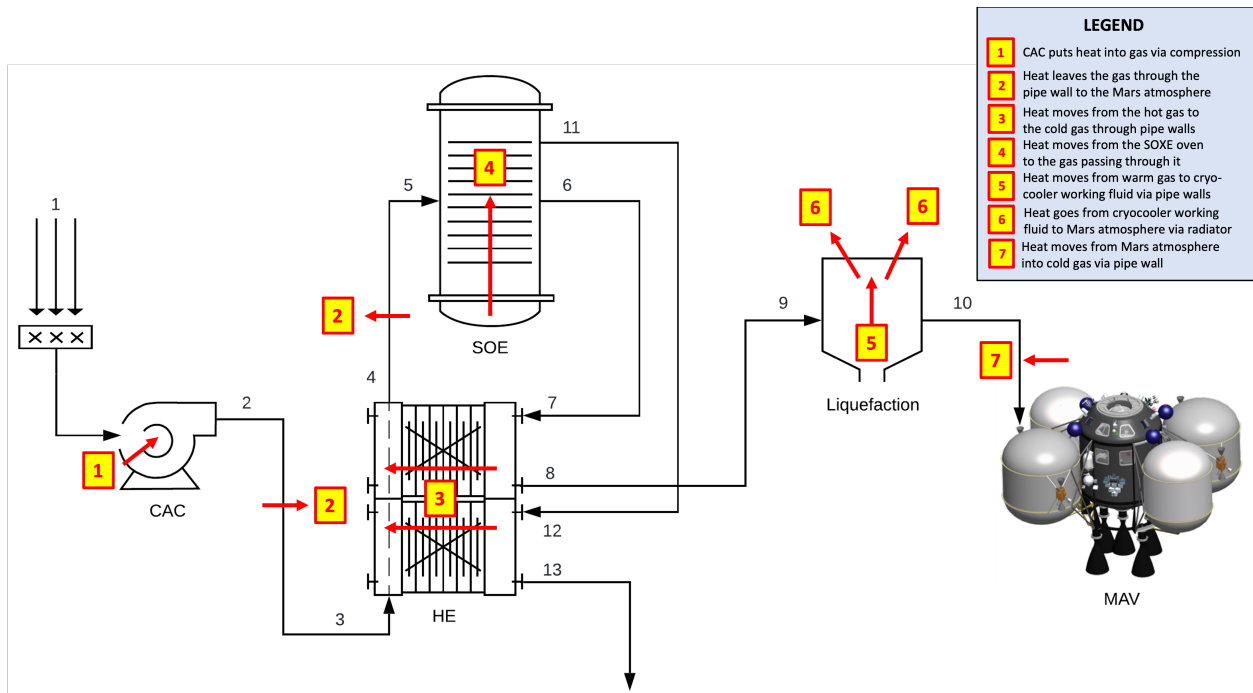 LEGEND
1 CAC puts heat into gas via compression
2 Heat leaves the gas through the
pipe wall to the Mars atmosphere
3 Heat moves from the hot gas to
the cold gas through pipe walls
4 Heat moves from the SOXE oven
to the gas passing through it
5 Heat moves from warm gas to cryo-
cooler working fluid via pipe walls
6 Heat goes from cryocooler working
fluid to Mars atmosphere via radiator
7 Heat moves from Mars atmosphere
into cold gas via pipe wall
11
4
5
6
1
6
6
9
10
2
SOE
5
7
Liquefaction
4
2
7
1
CAC
8
3
2
12
13
3
HE
MAV